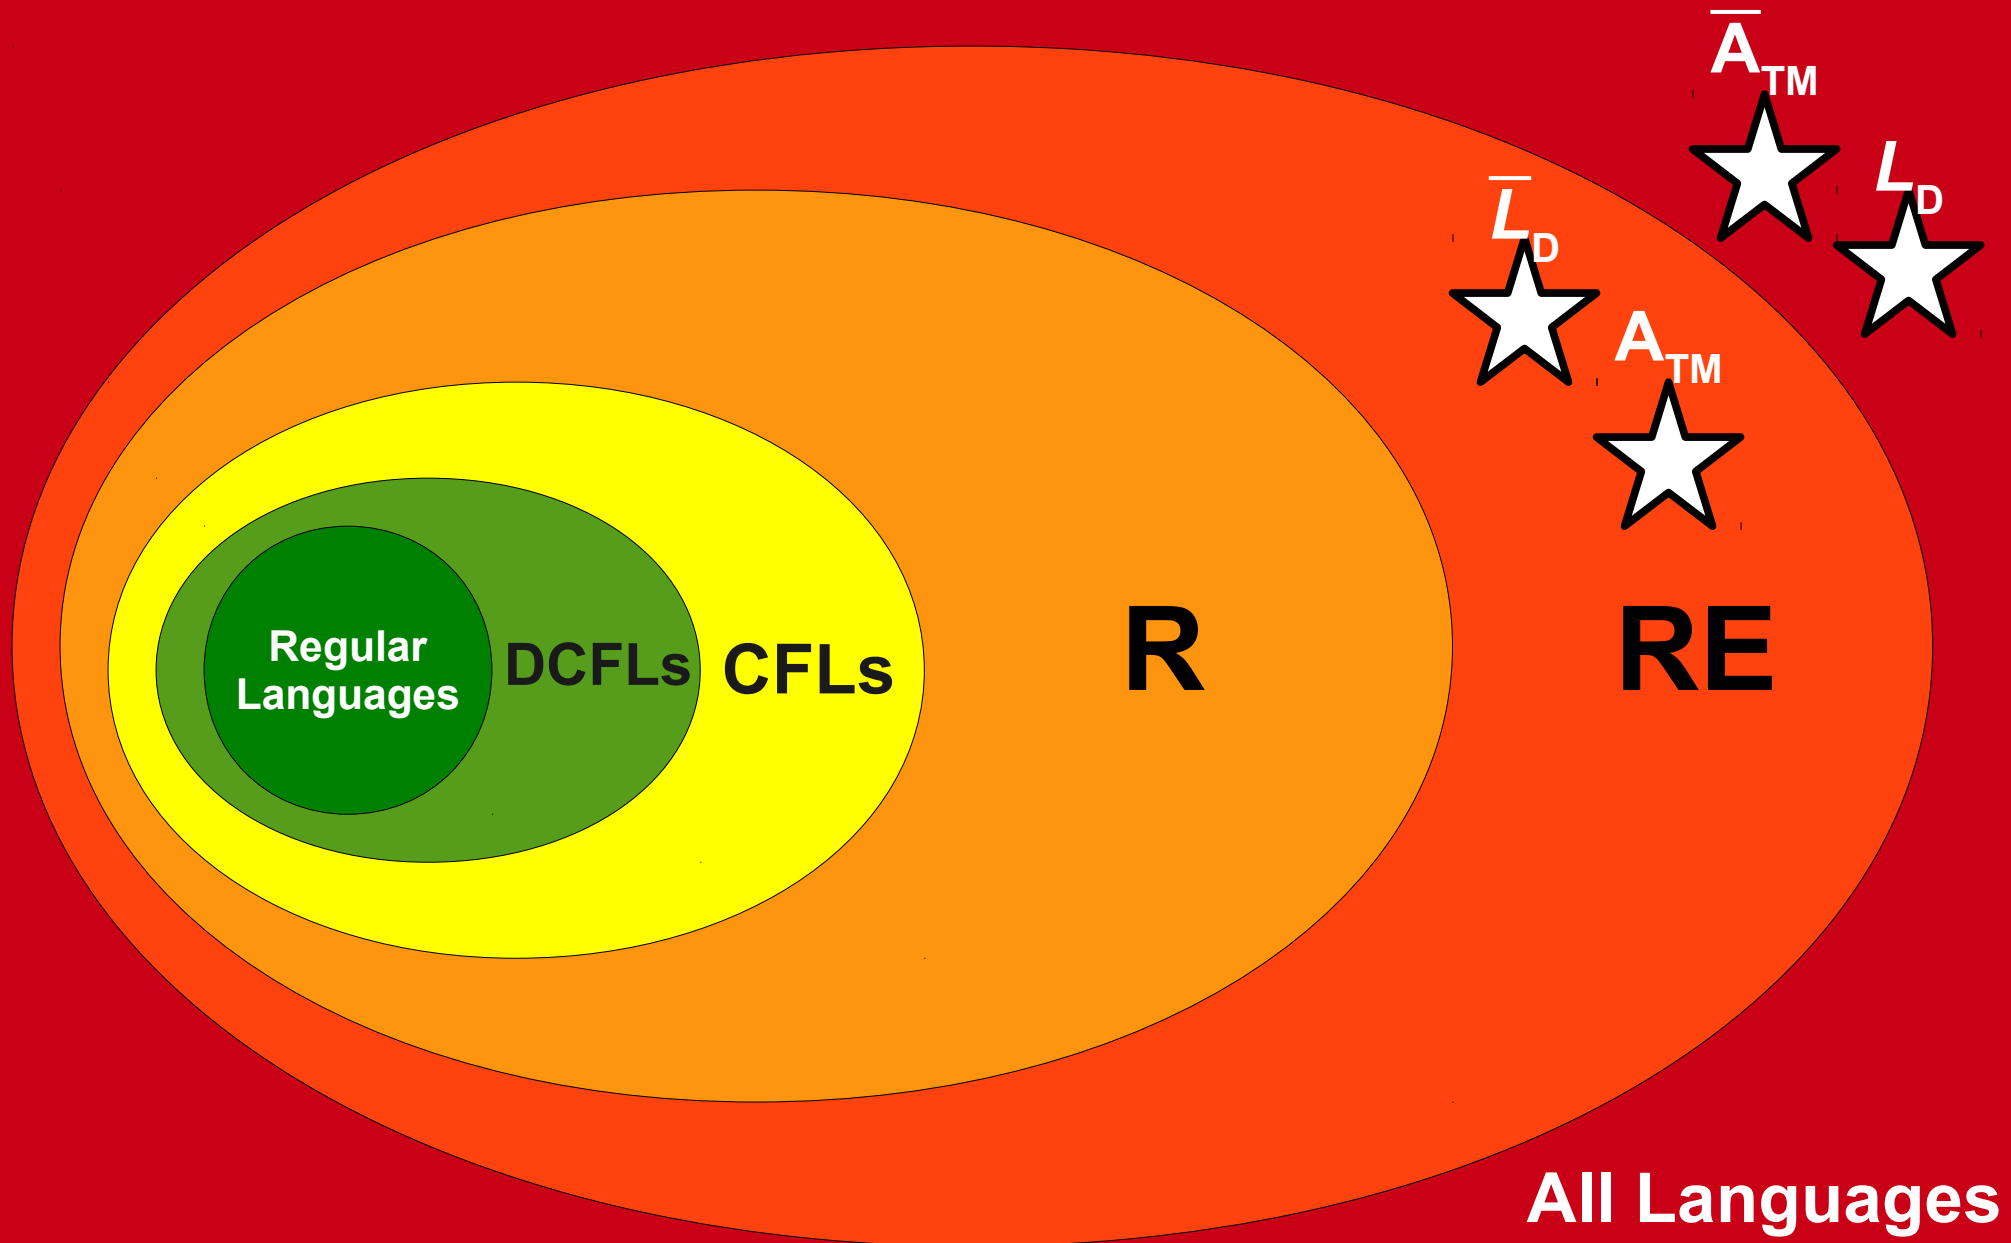 A̅TM
LD
L̅D
ATM
Regular
Languages
DCFLs
CFLs
R
RE
All Languages